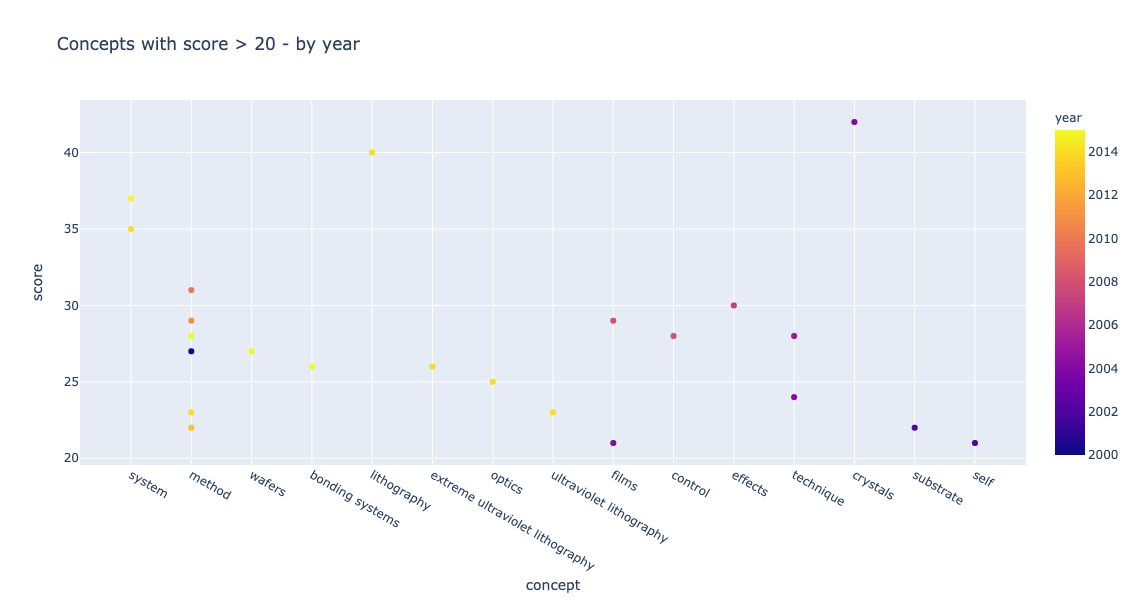 Concepts with score > 20 - by year
year
2014
2012
2010
2008
2006
2004
2002
2000
score
40
35
30
25
20
system
method
wafers
bonding systems
lithography
extreme ultraviolet lithography
optics
ultraviolet lithography
films
control
effects
technique
crystals
substrate
self
concept